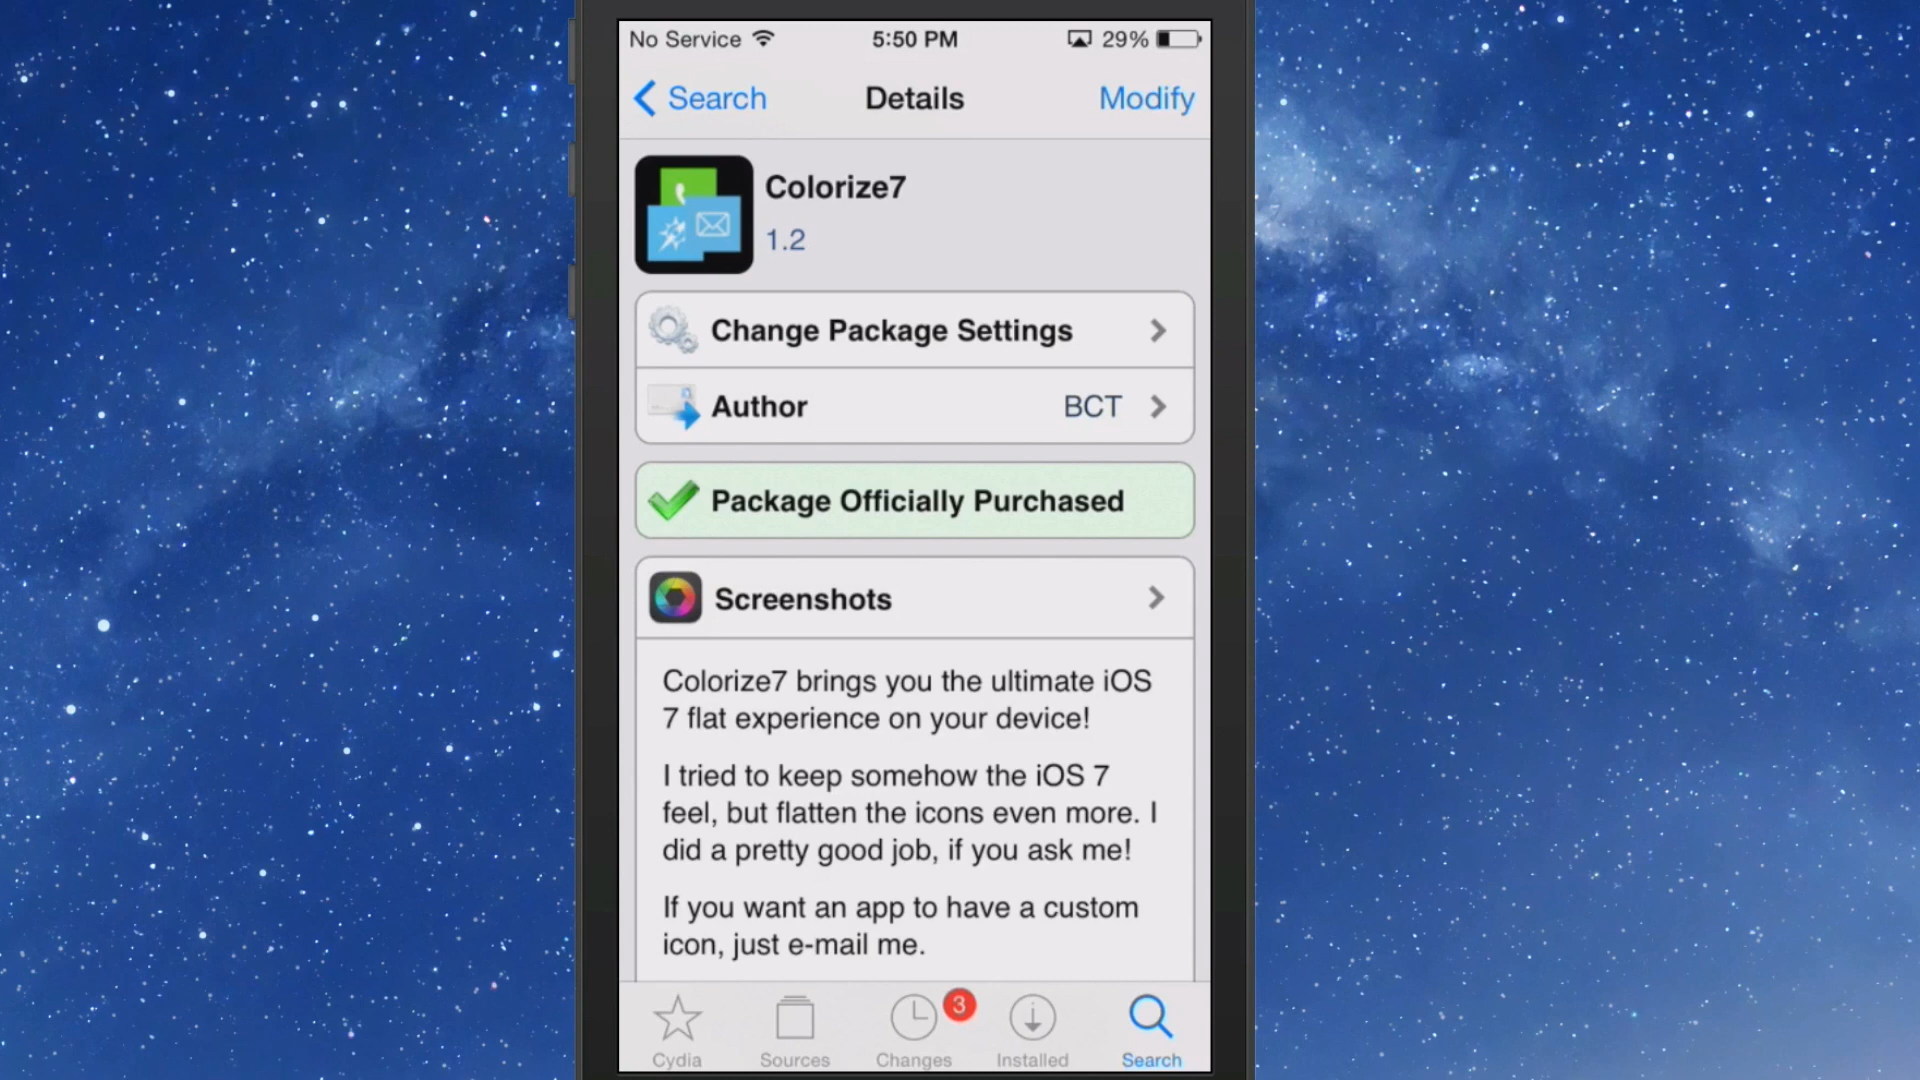 No Service 5:50 PM 29%
Search Details Modify
Colorize7
1.2
Change Package Settings
Author BCT
Package Officially Purchased
Screenshots
Colorize7 brings you the ultimate iOS
7 flat experience on your device!
I tried to keep somehow the iOS 7
feel, but flatten the icons even more. I
did a pretty good job, if you ask me!
If you want an app to have a custom
icon, just e-mail me.
3
Cydia Sources Changes Installed Search